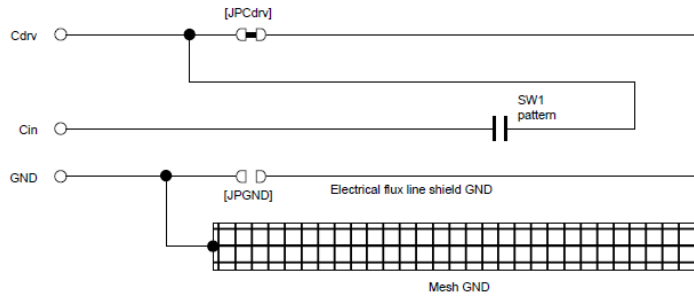 [JPCdrv]
Cdrv
SW1
pattern
Cin
GND
[JPGND]
Electrical flux line shield GND
Mesh GND